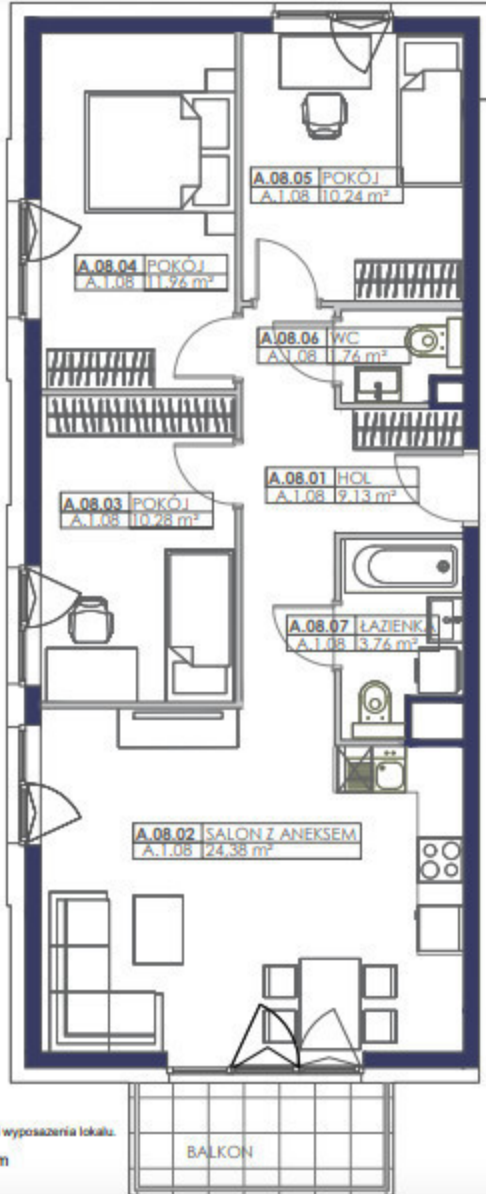 A.08.05 POKÓJ
A.1.08 10.24 m²
A.08.04 POKÓJ
A.1.08 11.96 m²
A.08.06 WC
A.1.08 1.76 m²
A.08.01 HOL
A.1.08 9.13 m²
A.08.03 POKÓJ
A.1.08 10.28 m²
A.08.07 ŁAZIENKA
A.1.08 3.76 m²
A.08.02 SALON Z ANEKSEM
A.1.08 24,38 m²
wyposazenia lokalu.
m
BALKON